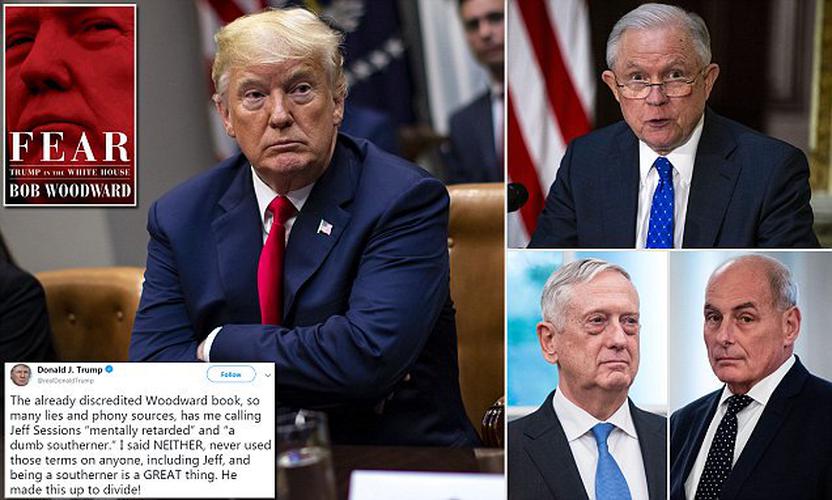 FEAR
TRUMP IN THE WHITE HOUSE
BOB WOODWARD
Donald J. Trump
@realDonaldTrump
Follow
The already discredited Woodward book, so
many lies and phony sources, has me calling
Jeff Sessions "mentally retarded" and "a
dumb southerner." I said NEITHER, never used
those terms on anyone, including Jeff, and
being a southerner is a GREAT thing. He
made this up to divide!